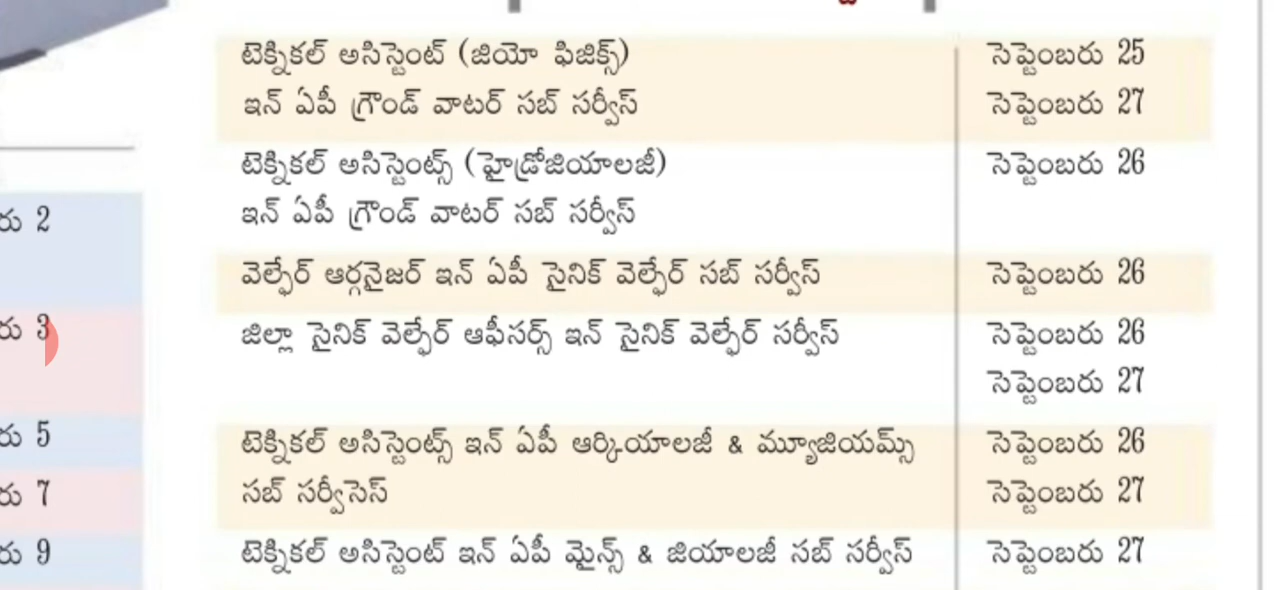 టెక్నికల్ అసిస్టెంట్ (జియో ఫిజిక్స్) సెప్టెంబరు 25
ఇన్ ఏపీ గ్రౌండ్ వాటర్ సబ్ సర్వీస్ సెప్టెంబరు 27
టెక్నికల్ అసిస్టెంట్స్ (హైడ్రోజియాలజీ) సెప్టెంబరు 26
ఇన్ ఏపీ గ్రౌండ్ వాటర్ సబ్ సర్వీస్
వెల్ఫేర్ ఆర్గనైజర్ ఇన్ ఏపీ సైనిక్ వెల్ఫేర్ సబ్ సర్వీస్ సెప్టెంబరు 26
జిల్లా సైనిక్ వెల్ఫేర్ ఆఫీసర్స్ ఇన్ సైనిక్ వెల్ఫేర్ సర్వీస్ సెప్టెంబరు 26
సెప్టెంబరు 27
టెక్నికల్ అసిస్టెంట్స్ ఇన్ ఏపీ ఆర్కియాలజీ & మ్యూజియమ్స్ సెప్టెంబరు 26
సబ్ సర్వీసెస్ సెప్టెంబరు 27
టెక్నికల్ అసిస్టెంట్ ఇన్ ఏపీ మైన్స్ & జియాలజీ సబ్ సర్వీస్ సెప్టెంబరు 27
రు 2
రు 3
రు 5
రు 7
రు 9